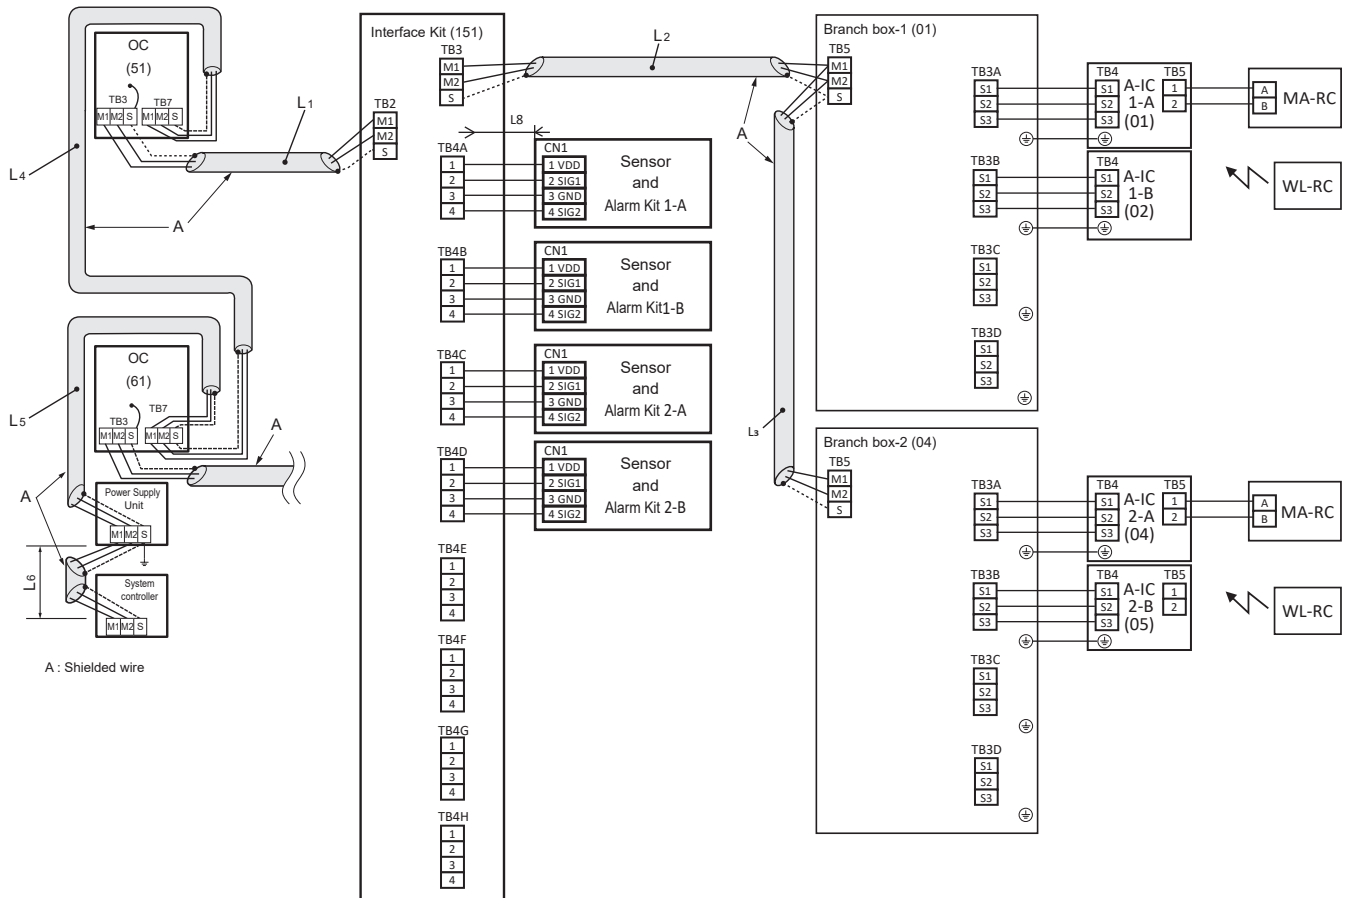 OC
(51)
TB3
TB7
M1 M2 S
M1 M2 S
L4
L1
A
OC
(61)
TB3
TB7
M1 M2 S
M1 M2 S
L5
A
A
Power Supply
Unit
M1 M2 S
L6
System
controller
M1 M2 S
A : Shielded wire
Interface Kit (151)
TB2
M1
M2
S
TB3
M1
M2
S
L2
L8
TB4A
1
2
3
4
CN1
1 VDD
2 SIG1
3 GND
4 SIG2
Sensor
and
Alarm Kit 1-A
TB4B
1
2
3
4
CN1
1 VDD
2 SIG1
3 GND
4 SIG2
Sensor
and
Alarm Kit1-B
TB4C
1
2
3
4
CN1
1 VDD
2 SIG1
3 GND
4 SIG2
Sensor
and
Alarm Kit 2-A
TB4D
1
2
3
4
CN1
1 VDD
2 SIG1
3 GND
4 SIG2
Sensor
and
Alarm Kit 2-B
TB4E
1
2
3
4
TB4F
1
2
3
4
TB4G
1
2
3
4
TB4H
1
2
3
4
A
L3
Branch box-1 (01)
TB5
M1
M2
S
TB3A
S1
S2
S3
TB4
S1
S2
S3
A-IC
1-A
(01)
TB5
1
2
A
B
MA-RC
TB3B
S1
S2
S3
TB4
S1
S2
S3
A-IC
1-B
(02)
WL-RC
TB3C
S1
S2
S3
TB3D
S1
S2
S3
Branch box-2 (04)
TB5
M1
M2
S
TB3A
S1
S2
S3
TB4
S1
S2
S3
A-IC
2-A
(04)
TB5
1
2
A
B
MA-RC
TB3B
S1
S2
S3
TB4
S1
S2
S3
A-IC
2-B
(05)
TB5
1
2
WL-RC
TB3C
S1
S2
S3
TB3D
S1
S2
S3